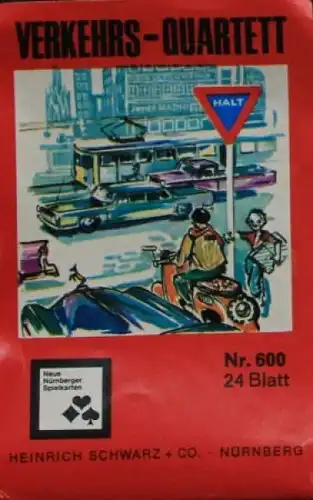 VERKEHRS-QUARTETT
HALT
Nr. 600
24 Blatt
Neue
Nürnberger
Spielkarten
HEINRICH SCHWARZ + CO. - NÜRNBERG